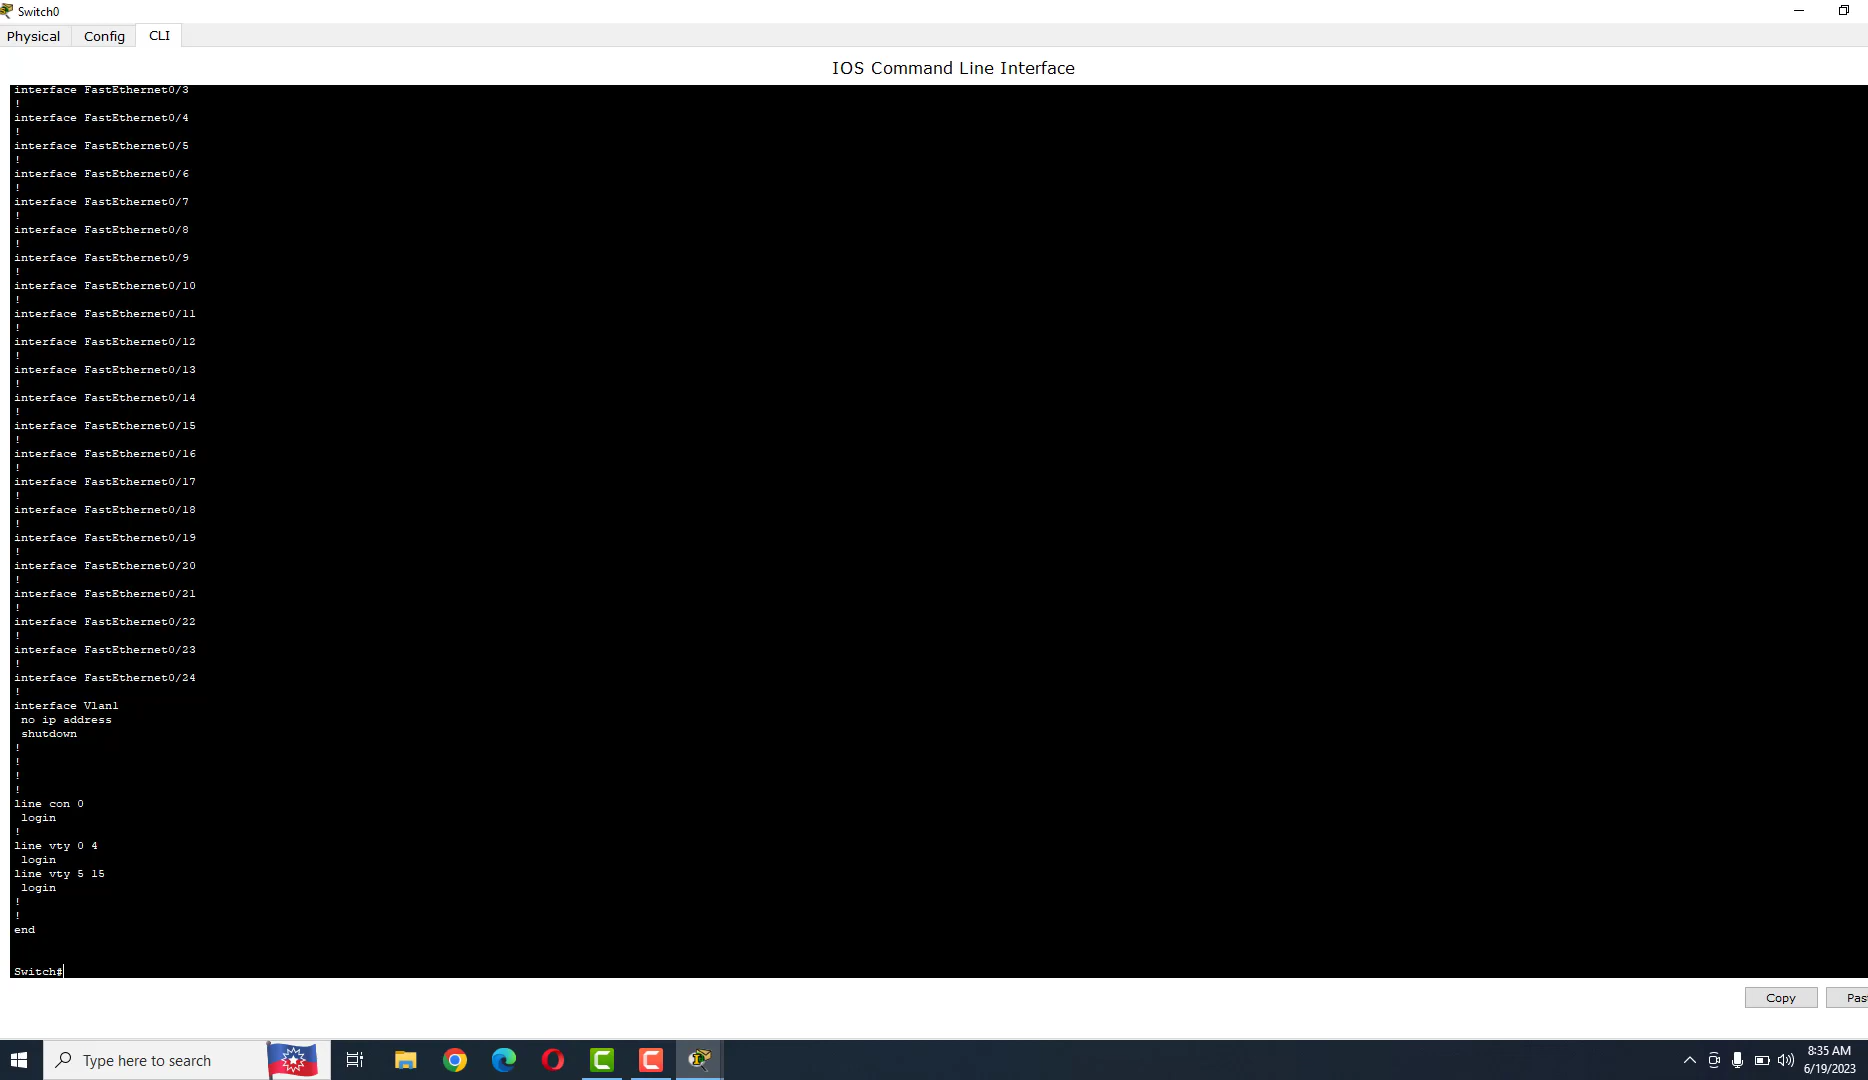 Switch0
Physical Config CLI
IOS Command Line Interface
interface FastEthernet0/3
!
interface FastEthernet0/4
!
interface FastEthernet0/5
!
interface FastEthernet0/6
!
interface FastEthernet0/7
!
interface FastEthernet0/8
!
interface FastEthernet0/9
!
interface FastEthernet0/10
!
interface FastEthernet0/11
!
interface FastEthernet0/12
!
interface FastEthernet0/13
!
interface FastEthernet0/14
!
interface FastEthernet0/15
!
interface FastEthernet0/16
!
interface FastEthernet0/17
!
interface FastEthernet0/18
!
interface FastEthernet0/19
!
interface FastEthernet0/20
!
interface FastEthernet0/21
!
interface FastEthernet0/22
!
interface FastEthernet0/23
!
interface FastEthernet0/24
!
interface Vlan1
no ip address
shutdown
!
!
!
!
line con 0
login
!
line vty 0 4
login
line vty 5 15
login
!
!
end
Switch#
Copy Pas
Type here to search
8:35 AM
6/19/2023